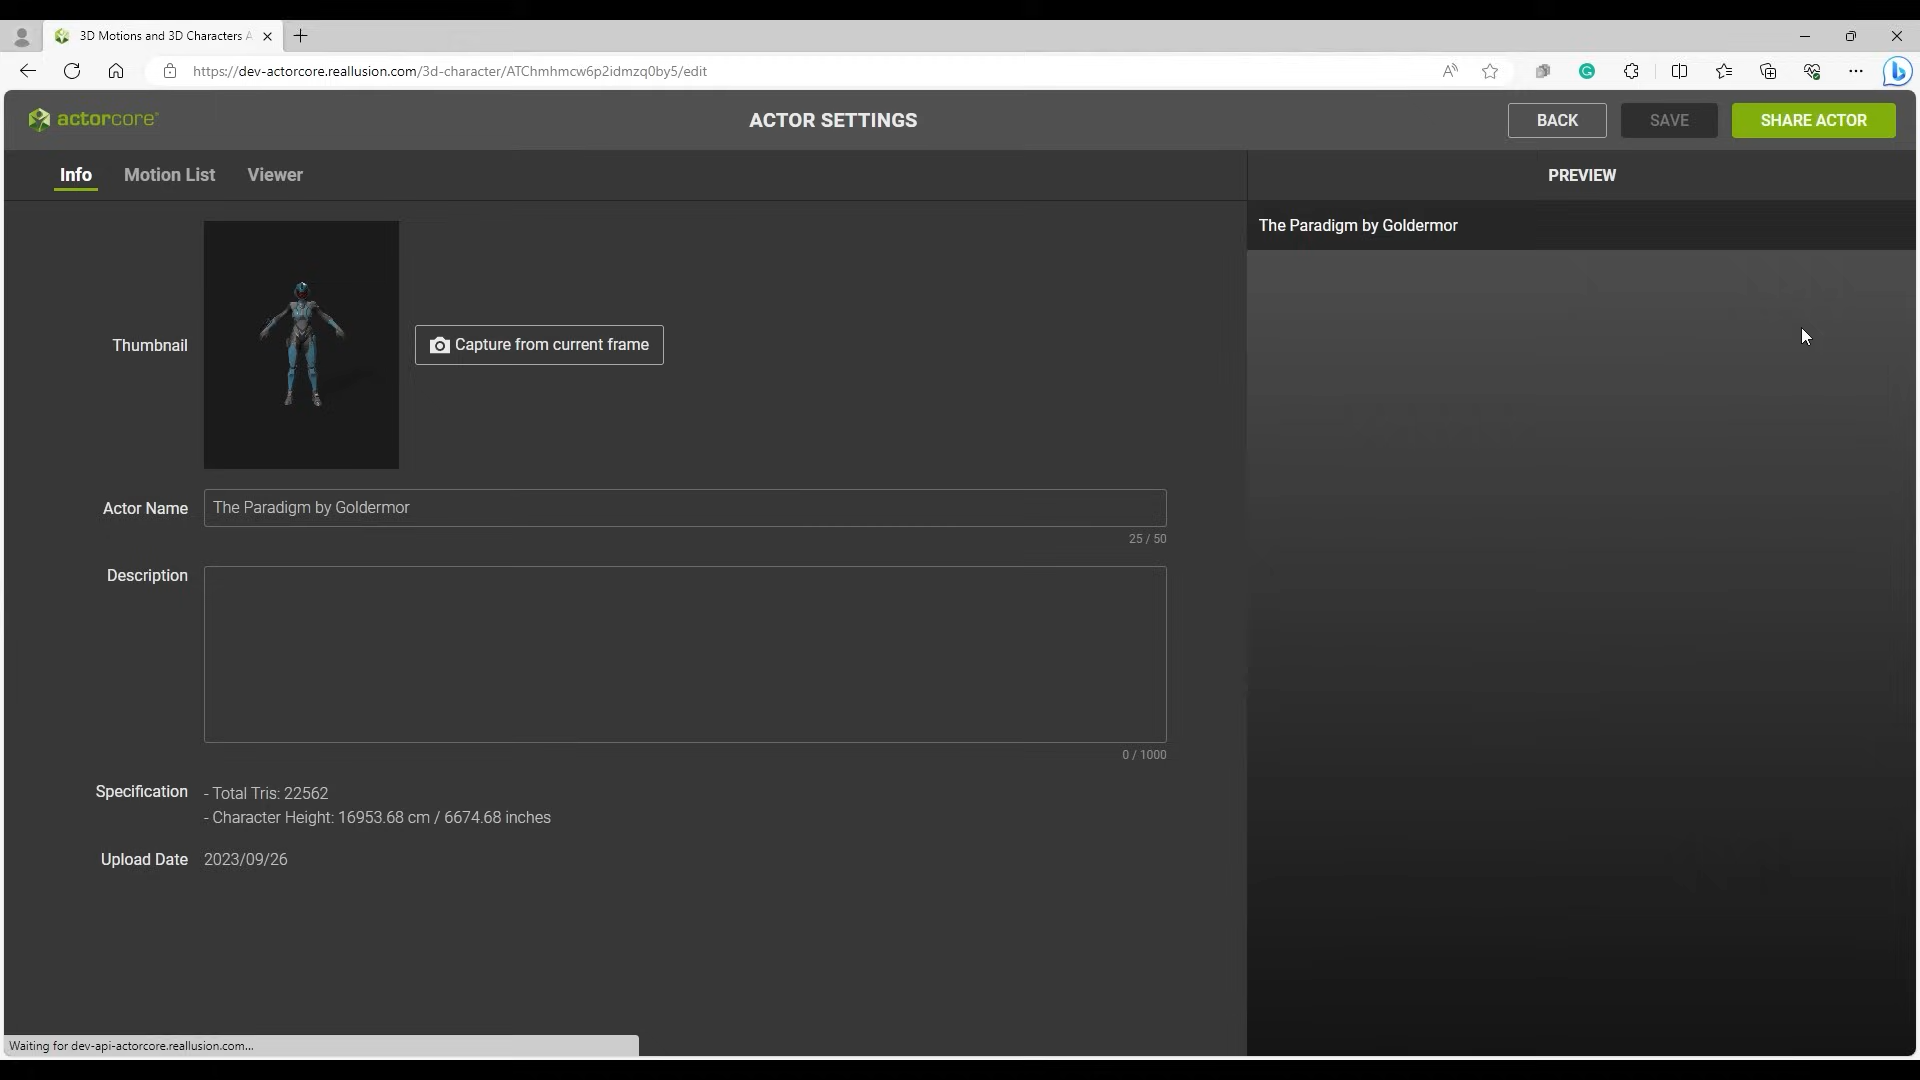 3D Motions and 3D Characters A
https://dev-actorcore.reallusion.com/3d-character/ATChmhmcw6p2idmzq0by5/edit
actorcore®
ACTOR SETTINGS
BACK
SAVE
SHARE ACTOR
Info
Motion List
Viewer
PREVIEW
The Paradigm by Goldermor
Thumbnail
Capture from current frame
Actor Name
The Paradigm by Goldermor
25 / 50
Description
0 / 1000
Specification
- Total Tris: 22562
- Character Height: 16953.68 cm / 6674.68 inches
Upload Date
2023/09/26
Waiting for dev-api-actorcore.reallusion.com...